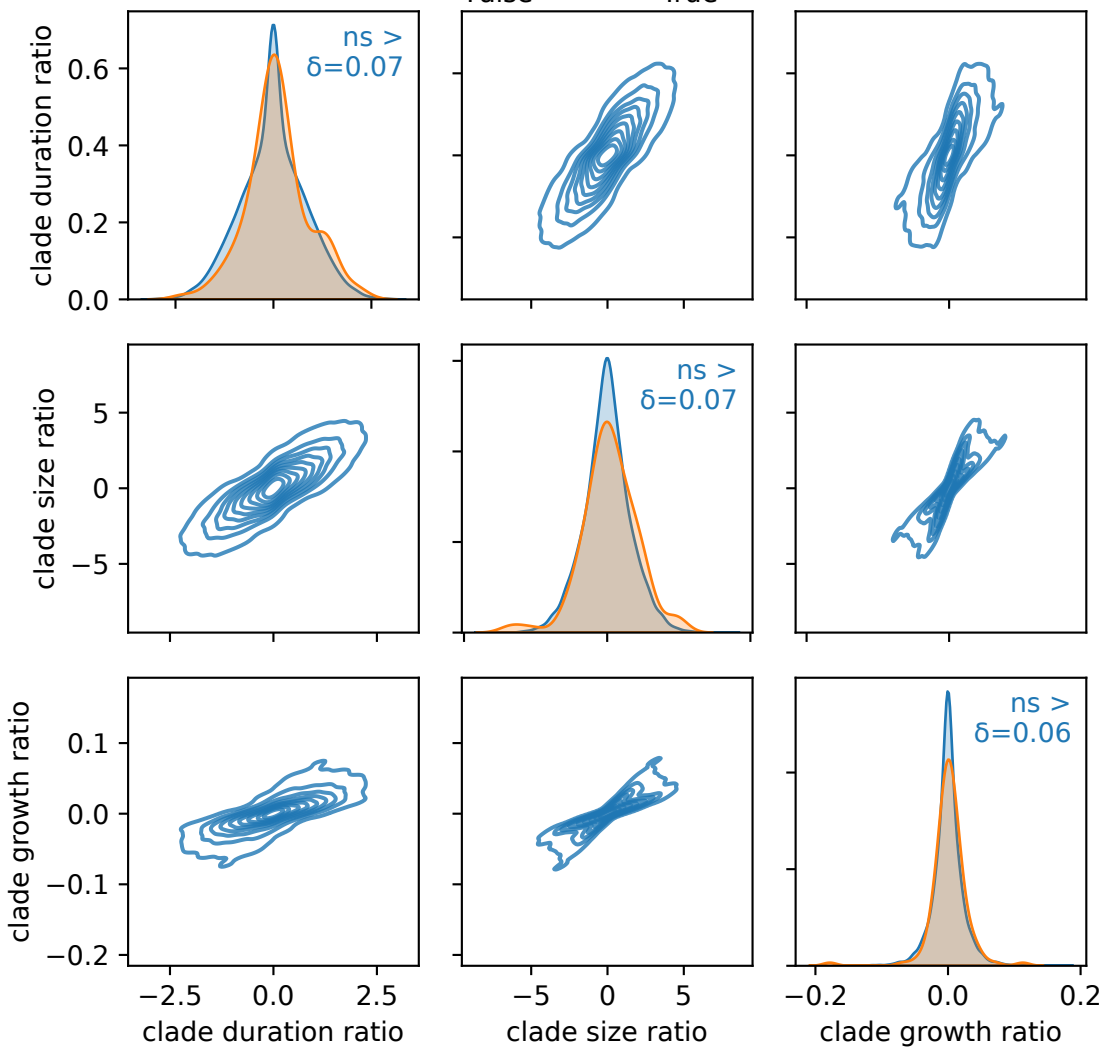 ns >
δ=0.07
clade duration ratio
0.6
0.4
0.2
0.0
ns >
δ=0.07
clade size ratio
5
0
−5
ns >
δ=0.06
clade growth ratio
0.1
0.0
−0.1
−0.2
−2.5 0.0 2.5
−5 0 5
−0.2 0.0 0.2
clade duration ratio
clade size ratio
clade growth ratio